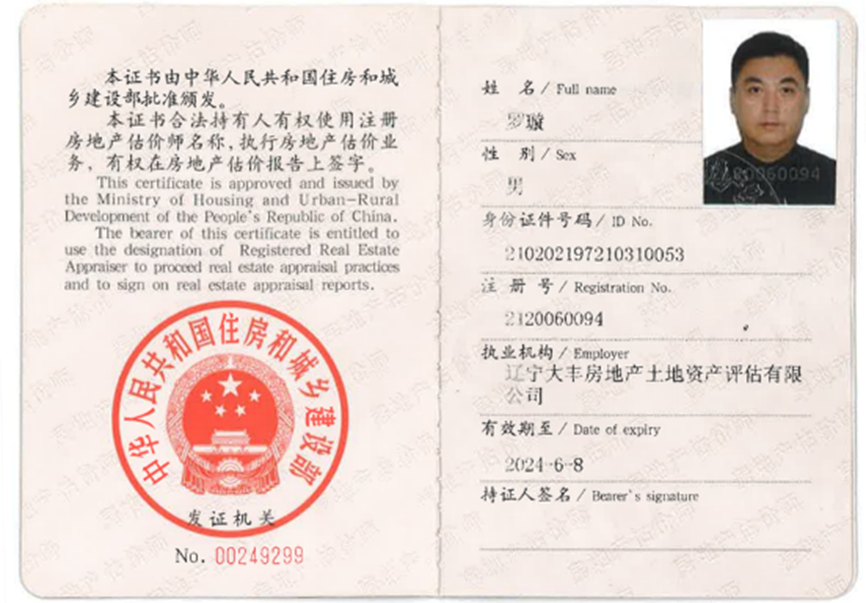 本证书由中华人民共和国住房和城
乡建设部批准颁发。
本证书合法持有人有权使用注册
房地产估价师名称,执行房地产估价业
务,有权在房地产估价报告上签字。
This certificate is approved and issued by
the Ministry of Housing and Urban-Rural
Development of the People's Republic of China.
The bearer of this certificate is entitled to
use the designation of Registered Real Estate
Appraiser to proceed real estate appraisal practices
and to sign on real estate appraisal reports.
中华人民共和国住房和城乡建设部
发证机关
No. 00249299
姓 名/Full name
罗璇
性 别/Sex
男
身份证件号码/ID No.
210202197210310053
注 册 号/Registration No.
2120060094
执业机构/Employer
辽宁大丰房地产土地资产评估有限
公司
有效期至/Date of expiry
2024-6-8
持证人签名/Bearer's signature
2120060094